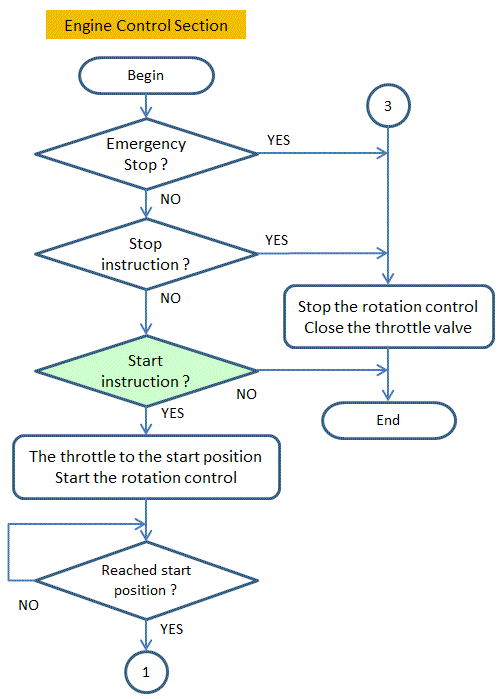 Engine Control Section
Begin
3
Emergency
Stop ?
YES
NO
Stop
instruction ?
YES
NO
Stop the rotation control
Close the throttle valve
Start
instruction ?
NO
YES
End
The throttle to the start position
Start the rotation control
Reached start
position ?
NO
YES
1